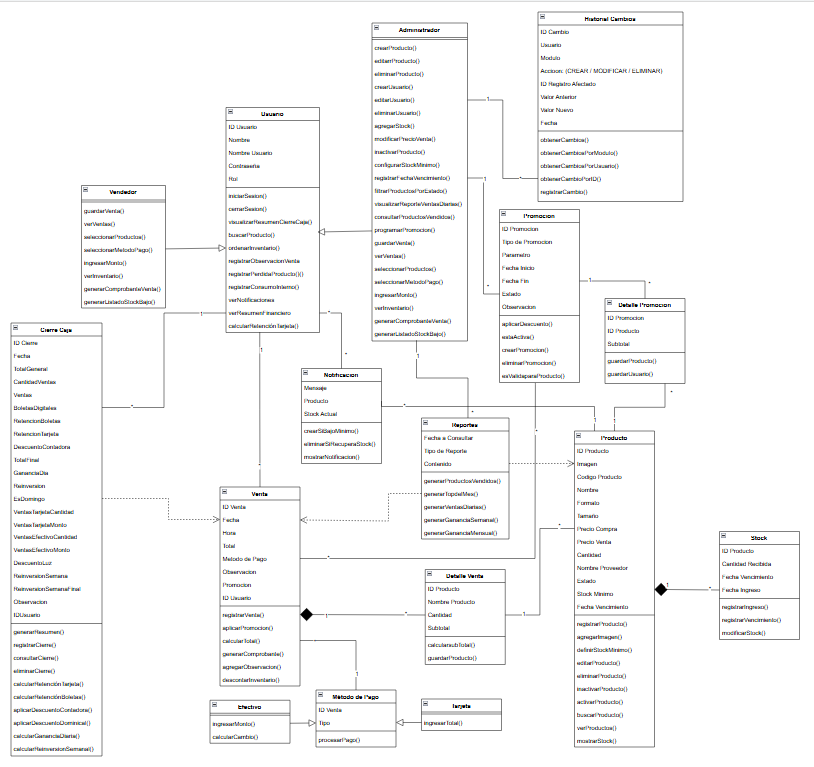 Historial Cambios
ID Cambio
Usuario
Modulo
Accioon: (CREAR / MODIFICAR / ELIMINAR)
ID Registro Afectado
Valor Anterior
Valor Nuevo
Fecha
obtenerCambios()
obtenerCambiosPorModulo()
obtenerCambiosPorUsuario()
obtenerCambioPorID()
registrarCambio()
Administrador
crearProducto()
editarrProducto()
eliminarProducto()
crearUsuario()
editarUsuario()
eliminarUsuario()
agregarStock()
modificarPrecioVenta()
inactivarProducto()
configurarStockMinimo()
registrarFechaVencimiento()
filtrarProductosPorEstado()
visualizarReporteVentasDiarias()
consultarProductosVendidos()
programarPromocion()
guardarVenta()
verVentas()
seleccionarProductos()
seleccionarMetodoPago()
ingresarMonto()
verInventario()
generarComprobanteVenta()
generarListadoStockBajo()
Usuario
ID Usuario
Nombre
Nombre Usuario
Contraseña
Rol
iniciarSesion()
cerrarSesion()
visualizarResumenCierreCaja()
buscarProducto()
ordenarInventario()
registrarObservacionVenta
registrarPerdidaProducto()()
registrarConsumoInterno()
verNotificaciones
verResumenFinanciero
calcularRetenciónTarjeta()
Vendedor
guardarVenta()
verVentas()
seleccionarProductos()
seleccionarMetodoPago()
ingresarMonto()
verInventario()
generarComprobanteVenta()
generarListadoStockBajo()
Promocion
ID Promocion
Tipo de Promocion
Parametro
Fecha Inicio
Fecha Fin
Estado
Observacion
aplicarDescuento()
estaActiva()
crearPromocion()
eliminarPromocion()
esValidaparaProducto()
Detalle Promocion
ID Promocion
ID Producto
Subtotal
guardarProducto()
guardarUsuario()
Cierre Caja
ID Cierre
Fecha
TotalGeneral
CantidadVentas
Ventas
BoletasDigitales
RetencionBoletas
RetencionTarjeta
DescuentoContadora
TotalFinal
GananciaDia
Reinversion
EsDomingo
VentasTarjetaCantidad
VentasTarjetaMonto
VentasEfectivoCantidad
VentasEfectivoMonto
DescuentoLuz
ReinversionSemana
ReinversionSemanaFinal
Observacion
IDUsuario
generarResumen()
registrarCierre()
consultarCierre()
eliminarCierre()
calcularRetenciónTarjeta()
calcularRetenciónBoletas()
aplicarDescuentoContadora()
aplicarDescuentoDominical()
calcularGananciaDiaria()
calcularReinversionSemanal()
Notificacion
Mensaje
Producto
Stock Actual
crearSiBajoMinimo()
eliminarSiRecuperaStock()
mostrarNotificacion()
Reportes
Fecha a Consultar
Tipo de Reporte
Contenido
generarProductosVendidos()
generarTopdelMes()
generarVentasDiarias()
generarGananciaSemanal()
generarGananciaMensual()
Producto
ID Producto
Imagen
Codigo Producto
Nombre
Formato
Tamaño
Precio Compra
Precio Venta
Cantidad
Nombre Proveedor
Estado
Stock Minimo
Fecha Vencimiento
registrarProducto()
agregarImagen()
definirStockMinimo()
editarProducto()
eliminarProducto()
inactivarProducto()
activarProducto()
buscarProducto()
verProductos()
mostrarStock()
Venta
ID Venta
Fecha
Hora
Total
Metodo de Pago
Observacion
Promocion
ID Usuario
registrarVenta()
aplicarPromocion()
calcularTotal()
generarComprobante()
agregarObservacion()
descontarInventario()
Stock
ID Producto
Cantidad Recibida
Fecha Vencimiento
Fecha Ingreso
registrarIngreso()
registrarVencimiento()
modificarStock()
Detalle Venta
ID Producto
Nombre Producto
Cantidad
Subtotal
calcularsubTotal()
guardarProducto()
Método de Pago
ID Venta
Tipo
procesarPago()
Efectivo
ingresarMonto()
calcularCambio()
Tarjeta
ingresarTotal()